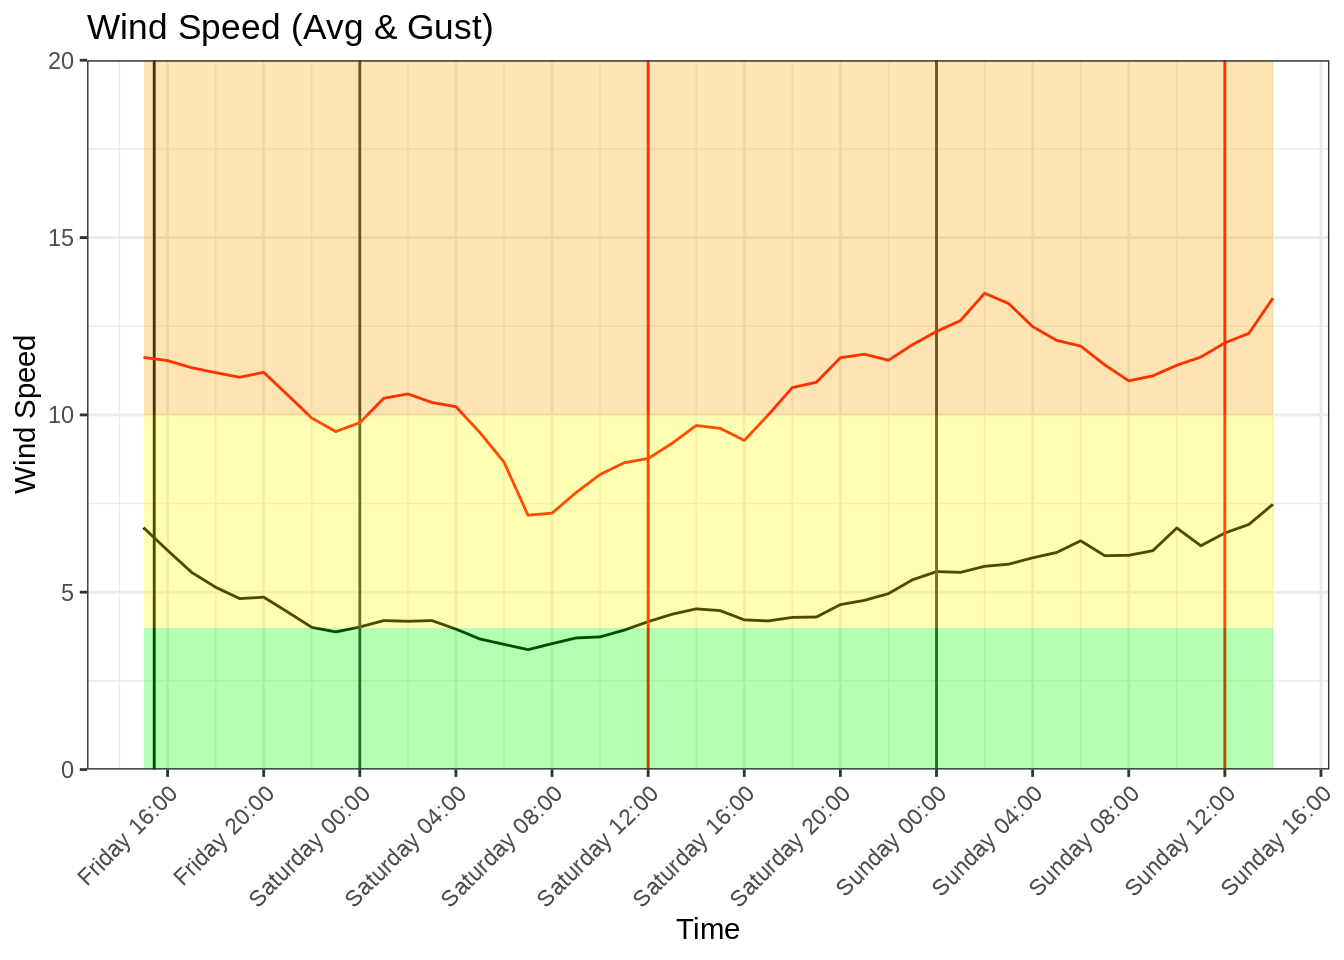 Wind Speed (Avg & Gust)
Wind Speed
20
15
10
5
0
Friday 16:00
Friday 20:00
Saturday 00:00
Saturday 04:00
Saturday 08:00
Saturday 12:00
Saturday 16:00
Saturday 20:00
Sunday 00:00
Sunday 04:00
Sunday 08:00
Sunday 12:00
Sunday 16:00
Time